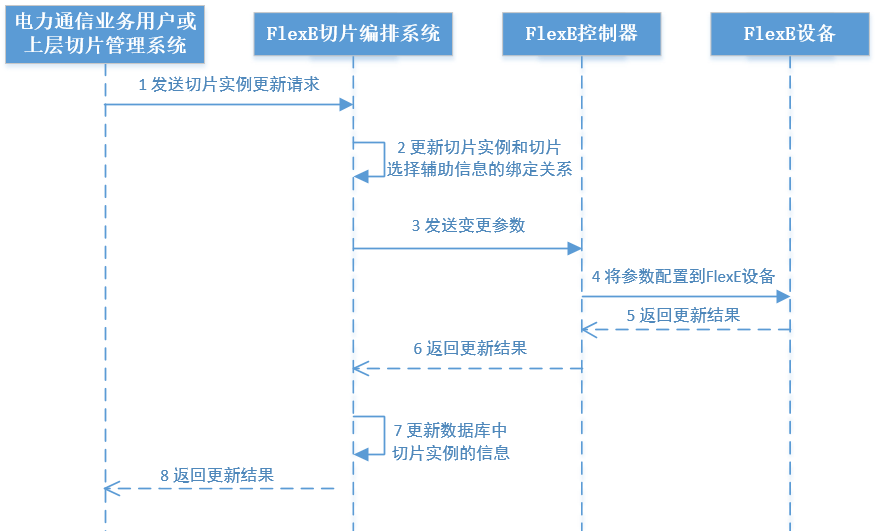 电力通信业务用户或
上层切片管理系统
FlexE切片编排系统
FlexE控制器
FlexE设备
1 发送切片实例更新请求
2 更新切片实例和切片
选择辅助信息的绑定关系
3 发送变更参数
4 将参数配置到FlexE设备
5 返回更新结果
6 返回更新结果
7 更新数据库中
切片实例的信息
8 返回更新结果